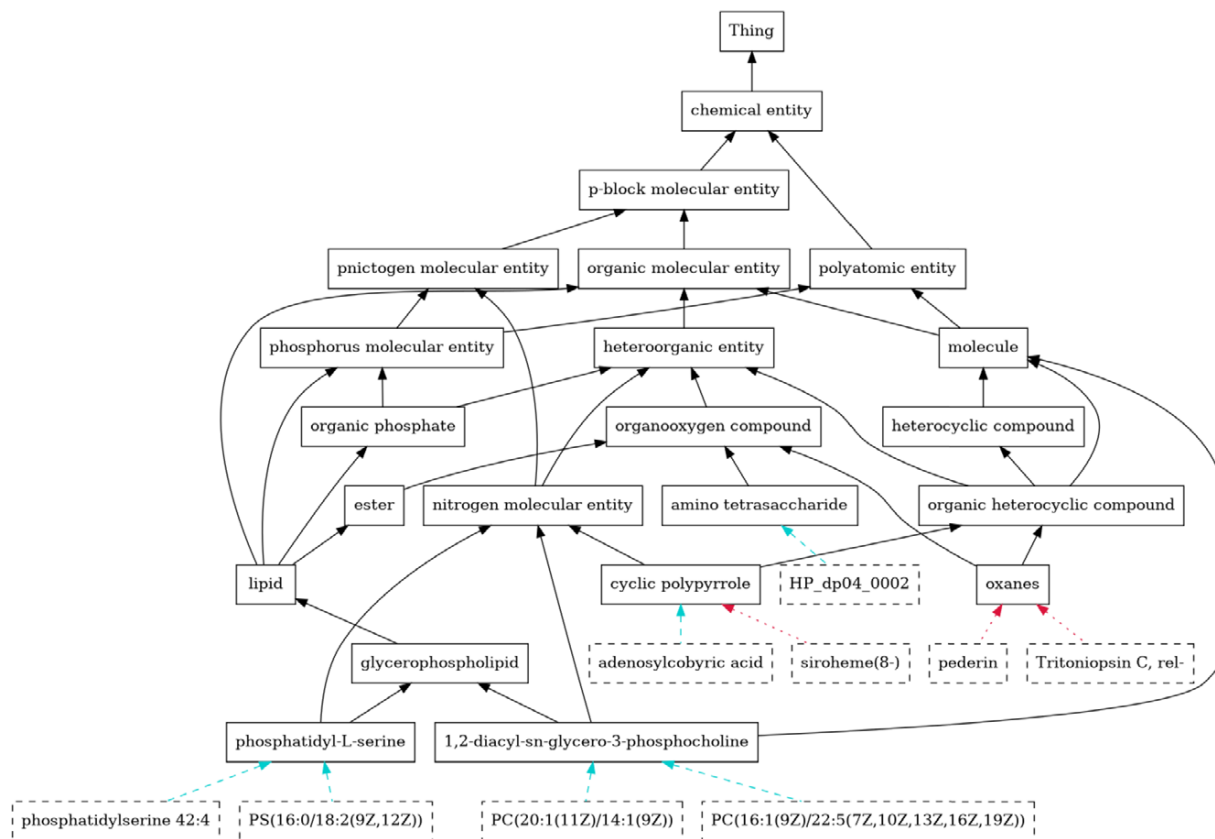 Thing
chemical entity
p-block molecular entity
pnictogen molecular entity
organic molecular entity
polyatomic entity
phosphorus molecular entity
heteroorganic entity
molecule
organic phosphate
organooxygen compound
heterocyclic compound
ester
nitrogen molecular entity
amino tetrasaccharide
organic heterocyclic compound
lipid
cyclic polypyrrole
HP_dp04_0002
oxanes
glycerophospholipid
adenosylcobyric acid
siroheme(8-)
pederin
Tritoniopsin C, rel-
phosphatidyl-L-serine
1,2-diacyl-sn-glycero-3-phosphocholine
phosphatidylserine 42:4
PS(16:0/18:2(9Z,12Z))
PC(20:1(11Z)/14:1(9Z))
PC(16:1(9Z)/22:5(7Z,10Z,13Z,16Z,19Z))